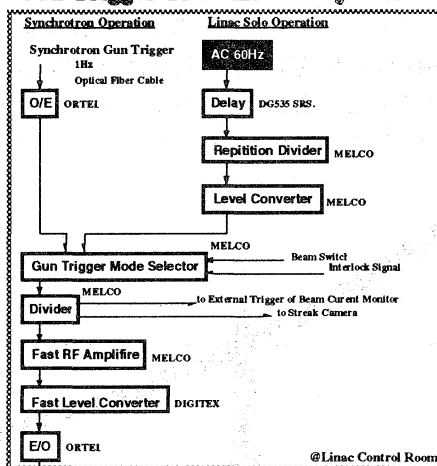 Synchrotron Operation
Linac Solo Operation
Synchrotron Gun Trigger
1Hz
Optical Fiber Cable
AC 60Hz
O/E
ORTEL
Delay
DG535 SRS.
Repitition Divider
MELCO
Level Converter
MELCO
MELCO
Gun Trigger Mode Selector
Beam Switch
Interlock Signal
MELCO
Divider
to External Trigger of Beam Curent Monitor
to Streak Camera
Fast RF Amplifire
MELCO
Fast Level Converter
DIGITEX
E/O
ORTEL
@Linac Control Room